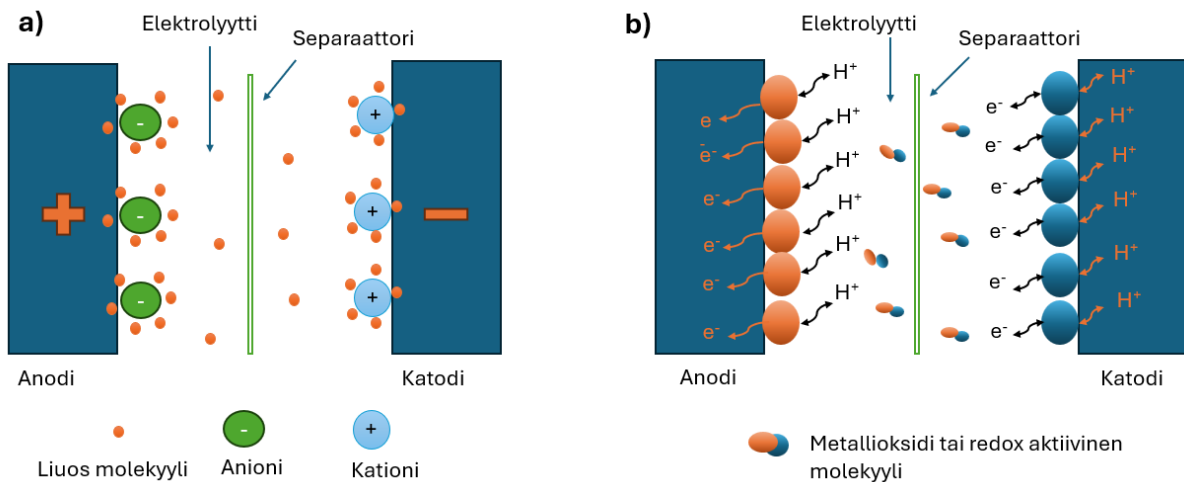 a)
Elektrolyytti
Separaattori
-
+
-
+
-
+
Anodi
Katodi
-
Liuos molekyyli
Anioni
+
Kationi
b)
Elektrolyytti
Separaattori
H⁺
H⁺
H⁺
H⁺
H⁺
H⁺
e
e⁻
e⁻
e⁻
e⁻
e⁻
e⁻
e⁻
e⁻
e⁻
e⁻
e⁻
H⁺
H⁺
H⁺
H⁺
H⁺
H⁺
Anodi
Katodi
Metallioksidi tai redox aktiivinen
molekyyli